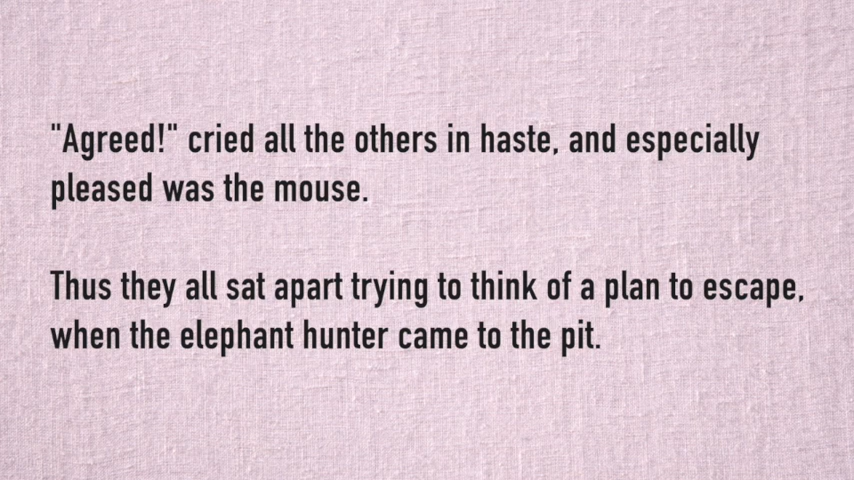 "Agreed!" cried all the others in haste, and especially
pleased was the mouse.
Thus they all sat apart trying to think of a plan to escape,
when the elephant hunter came to the pit.